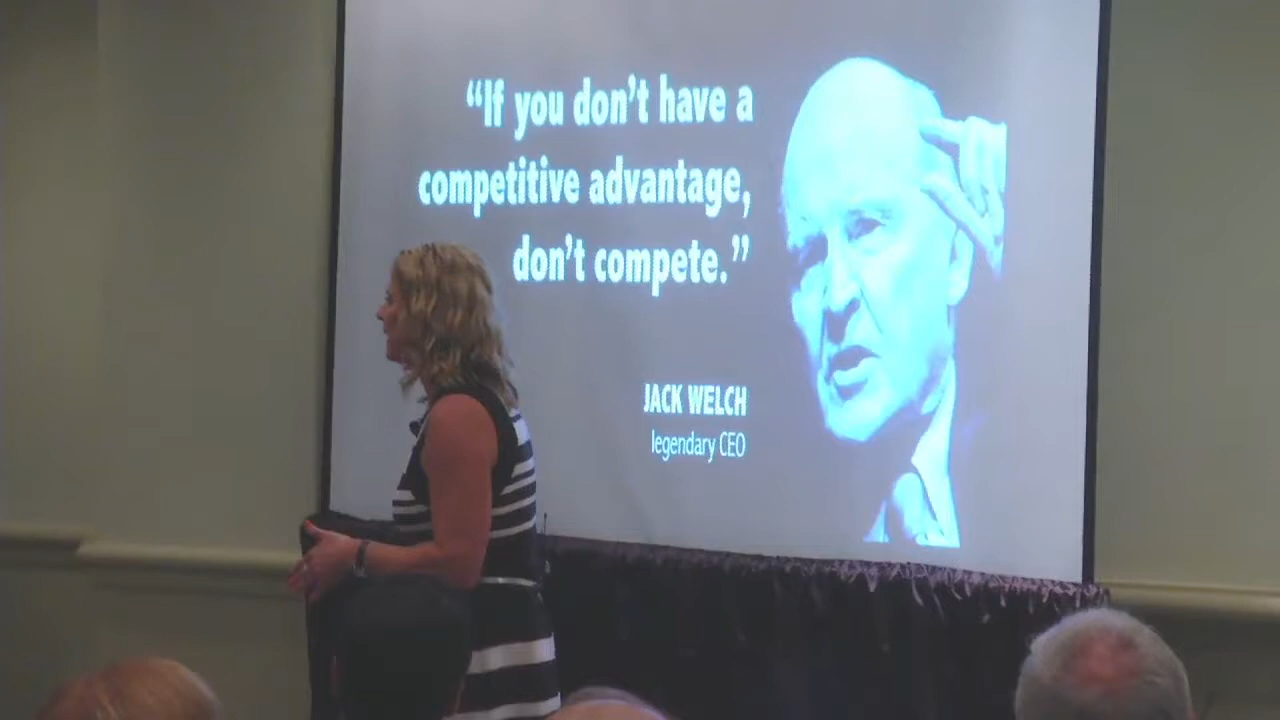 “If you don’t have a
competitive advantage,
don’t compete.”
JACK WELCH
legendary CEO